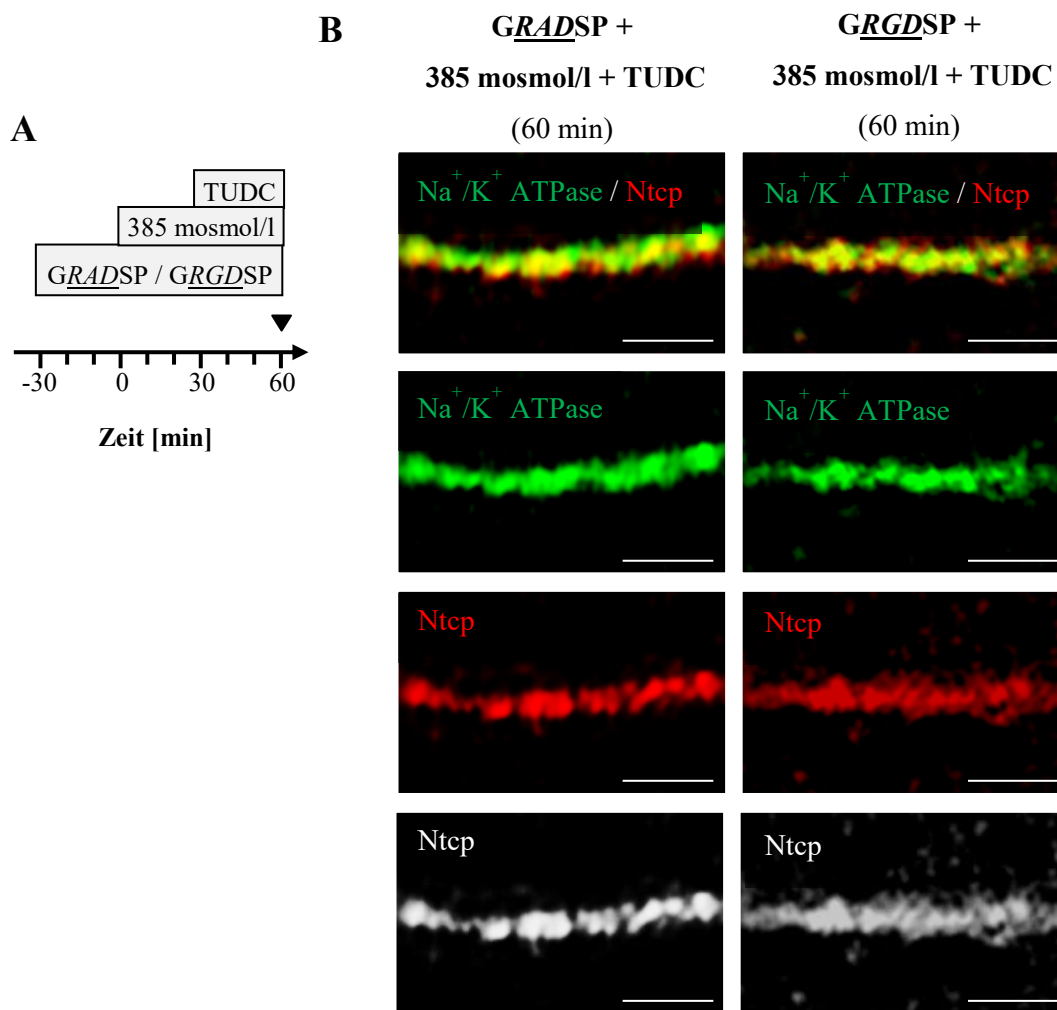 A
TUDC
385 mosmol/l
GRADSP / GRGDSP
-30 0 30 60
Zeit [min]
B
GRADSP +
385 mosmol/l + TUDC
(60 min)
GRGDSP +
385 mosmol/l + TUDC
(60 min)
Na⁺/K⁺ ATPase / Ntcp
Na⁺/K⁺ ATPase / Ntcp
Na⁺/K⁺ ATPase
Na⁺/K⁺ ATPase
Ntcp
Ntcp
Ntcp
Ntcp